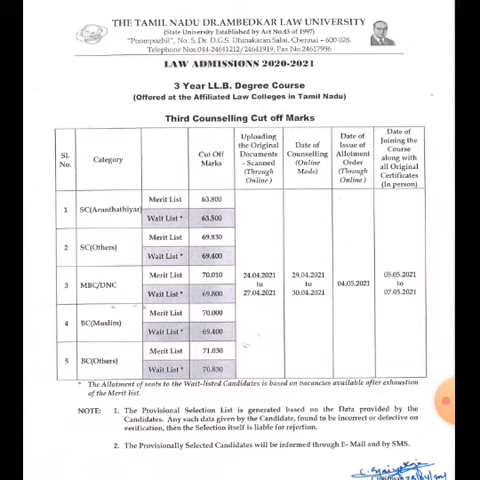 THE TAMIL NADU DR.AMBEDKAR LAW UNIVERSITY
(State University Established by Act No.43 of 1997)
"Poompozhil", No. 5, Dr. D.G.S. Dhinakaran Salai, Chennai – 600 028.
Telephone Nos.044-24641212/24641919, Fax No.24617996
LAW ADMISSIONS 2020-2021
3 Year LL.B. Degree Course
(Offered at the Affiliated Law Colleges in Tamil Nadu)
Third Counselling Cut off Marks
Sl. No. Category Cut Off Marks Uploading the Original Documents - Scanned (Through Online) Date of Counselling (Online Mode) Date of Issue of Allotment Order (Through Online) Date of Joining the Course along with all Original Certificates (In person)
1 SC(Arunthathiyar) Merit List 63.800
Wait List * 63.500
2 SC(Others) Merit List 69.830
Wait List * 69.400
3 MBC/DNC Merit List 70.010 24.04.2021 to 27.04.2021 29.04.2021 to 30.04.2021 04.05.2021 05.05.2021 to 07.05.2021
Wait List * 69.800
4 BC(Muslim) Merit List 70.000
Wait List * 69.400
5 BC(Others) Merit List 71.030
Wait List * 70.830
* The Allotment of seats to the Wait-listed Candidates is based on vacancies available after exhaustion
of the Merit list.
NOTE: 1. The Provisional Selection List is generated based on the Data provided by the
Candidates. Any such data given by the Candidate, found to be incorrect or defective on
verification, then the Selection itself is liable for rejection.
2. The Provisionally Selected Candidates will be informed through E-Mail and by SMS.